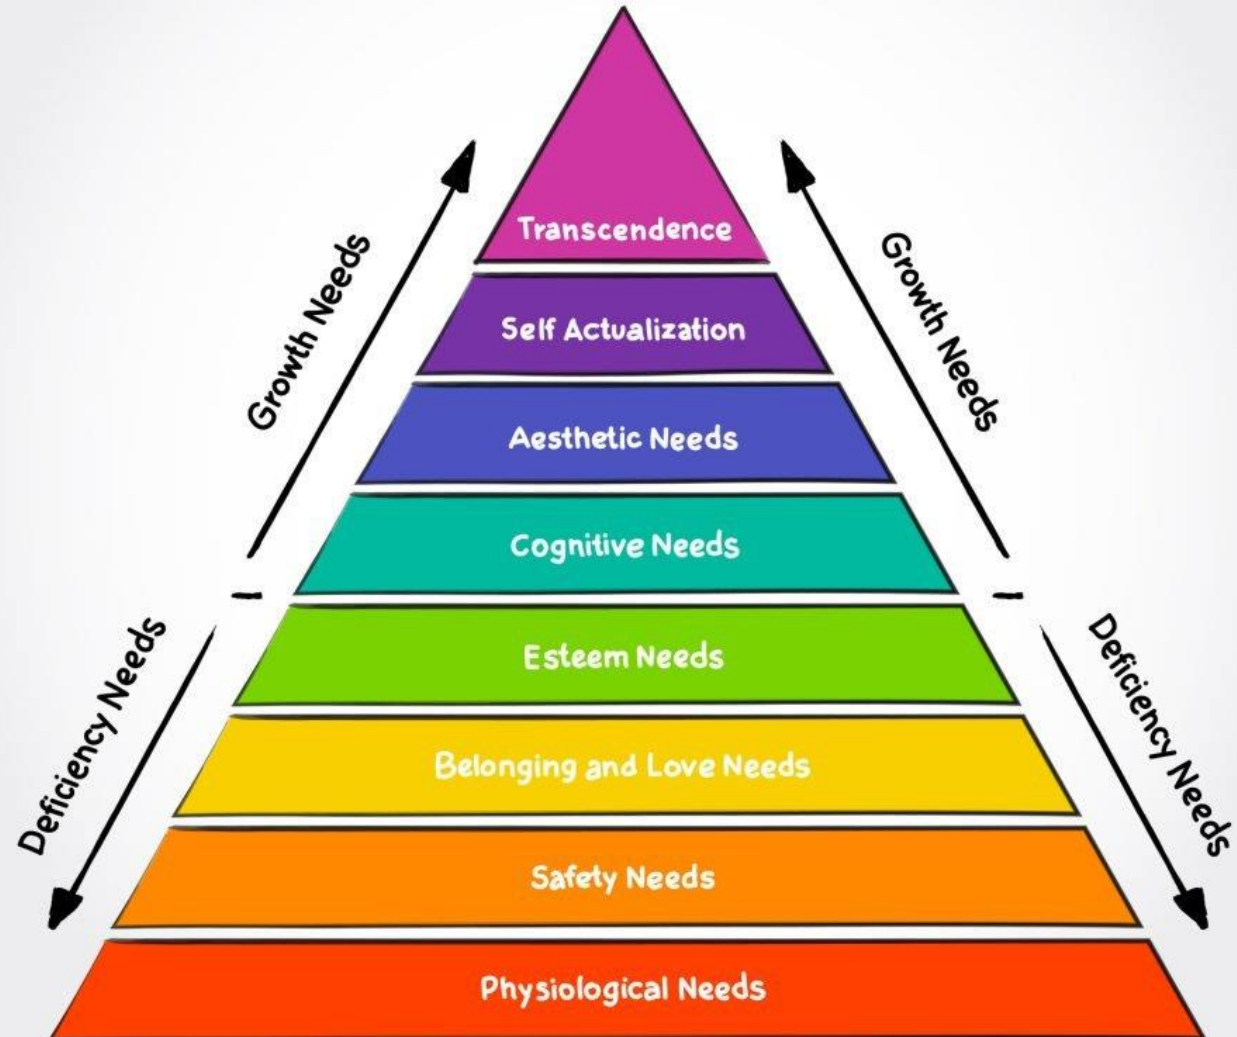 Transcendence
Growth Needs
Growth Needs
Self Actualization
Aesthetic Needs
Cognitive Needs
Esteem Needs
Deficiency Needs
Deficiency Needs
Belonging and Love Needs
Safety Needs
Physiological Needs